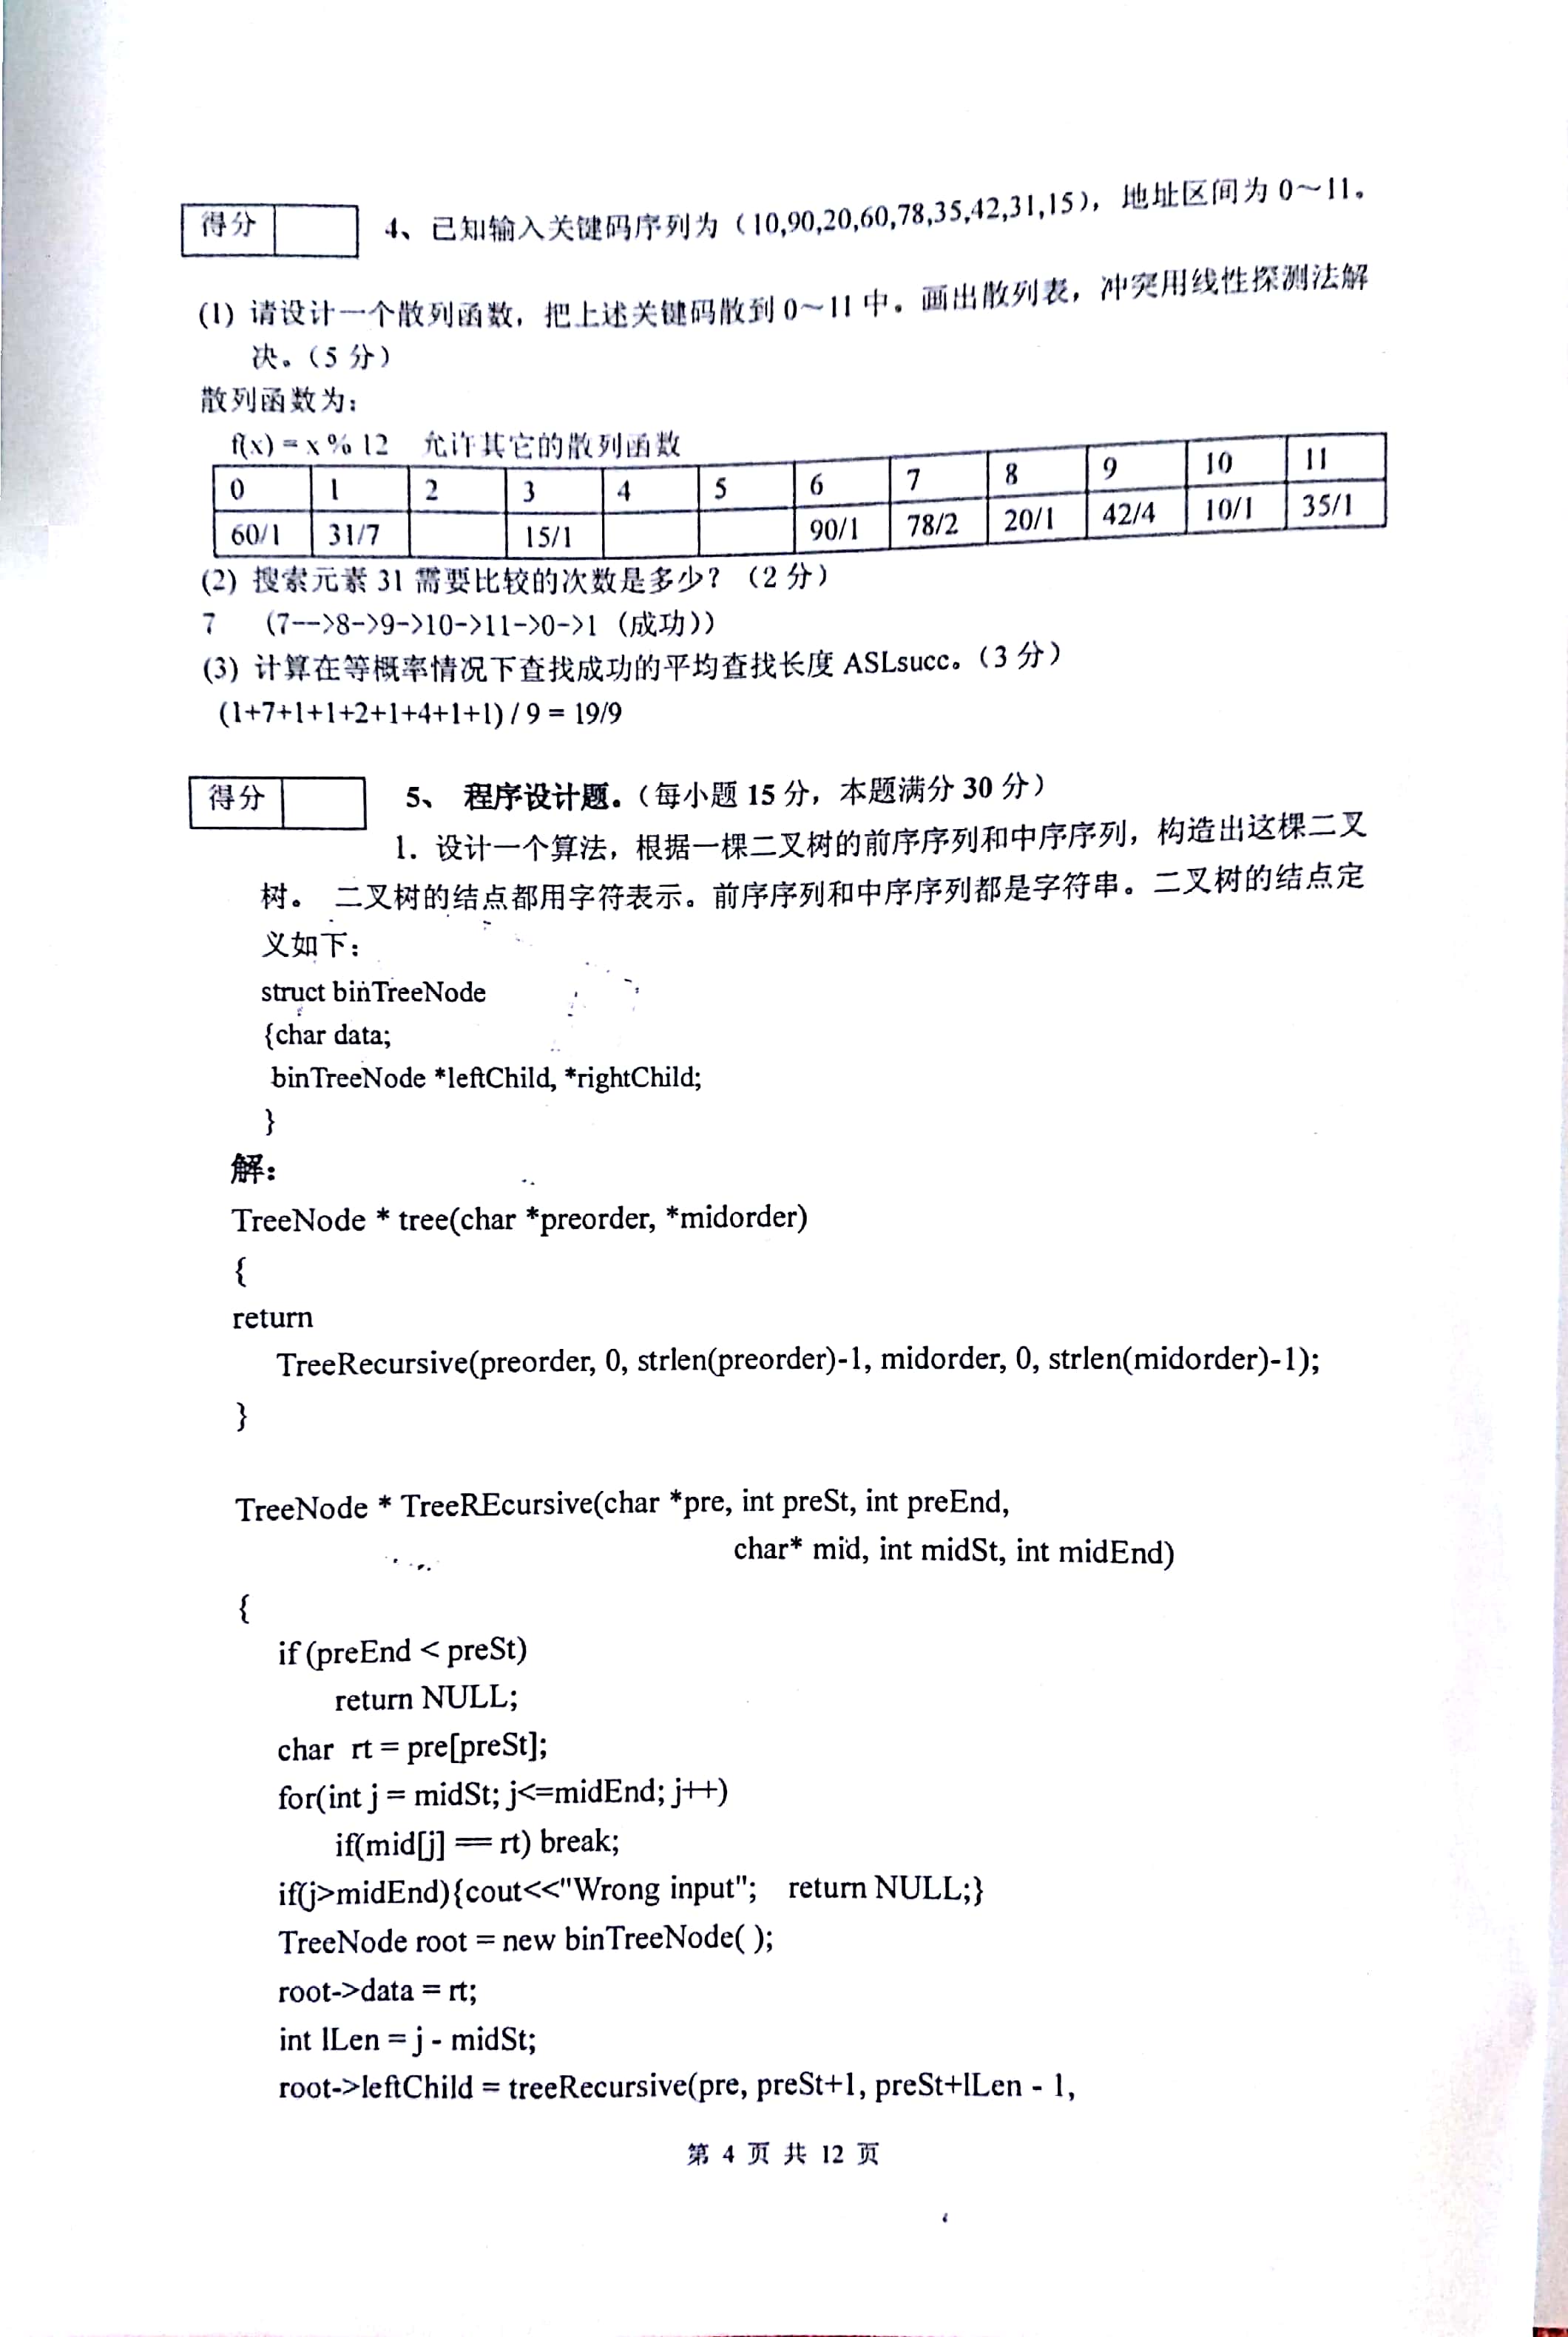 得分
4、已知输入关键码序列为（10,90,20,60,78,35,42,31,15），地址区间为 0～11。
(1) 请设计一个散列函数，把上述关键码散到 0～11 中。画出散列表，冲突用线性探测法解
决。（5 分）
散列函数为：
f(x) = x % 12 允许其它的散列函数
0 1 2 3 4 5 6 7 8 9 10 11
60/1 31/7 15/1 90/1 78/2 20/1 42/4 10/1 35/1
(2) 搜索元素 31 需要比较的次数是多少？（2 分）
7 (7-->8->9->10->11->0->1（成功）)
(3) 计算在等概率情况下查找成功的平均查找长度 ASLsucc。（3 分）
(1+7+1+1+2+1+4+1+1) / 9 = 19/9
得分
5、 程序设计题。（每小题 15 分，本题满分 30 分）
1. 设计一个算法，根据一棵二叉树的前序序列和中序序列，构造出这棵二叉
树。 二叉树的结点都用字符表示。前序序列和中序序列都是字符串。二叉树的结点定
义如下：
struct binTreeNode
{char data;
binTreeNode *leftChild, *rightChild;
}
解：
TreeNode * tree(char *preorder, *midorder)
{
return
TreeRecursive(preorder, 0, strlen(preorder)-1, midorder, 0, strlen(midorder)-1);
}
TreeNode * TreeREcursive(char *pre, int preSt, int preEnd,
char* mid, int midSt, int midEnd)
{
if (preEnd < preSt)
return NULL;
char rt = pre[preSt];
for(int j = midSt; j<=midEnd; j++)
if(mid[j] == rt) break;
if(j>midEnd){cout<<"Wrong input"; return NULL;}
TreeNode root = new binTreeNode( );
root->data = rt;
int lLen = j - midSt;
root->leftChild = treeRecursive(pre, preSt+1, preSt+lLen - 1,
第 4 页 共 12 页